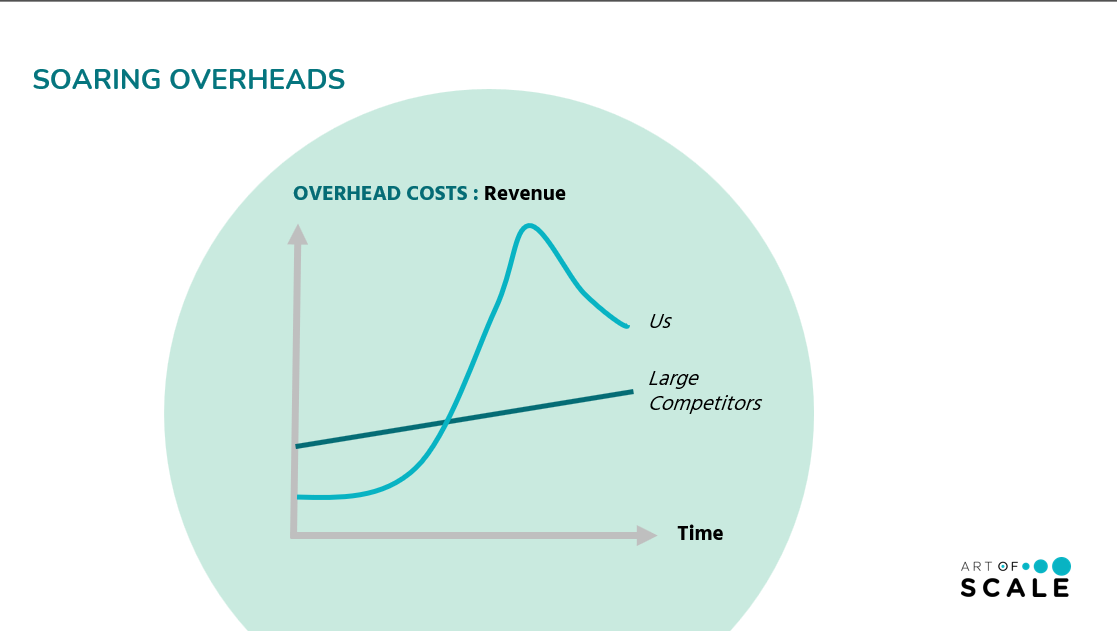 SOARING OVERHEADS
OVERHEAD COSTS : Revenue
Us
Large
Competitors
Time
ART OF
SCALE